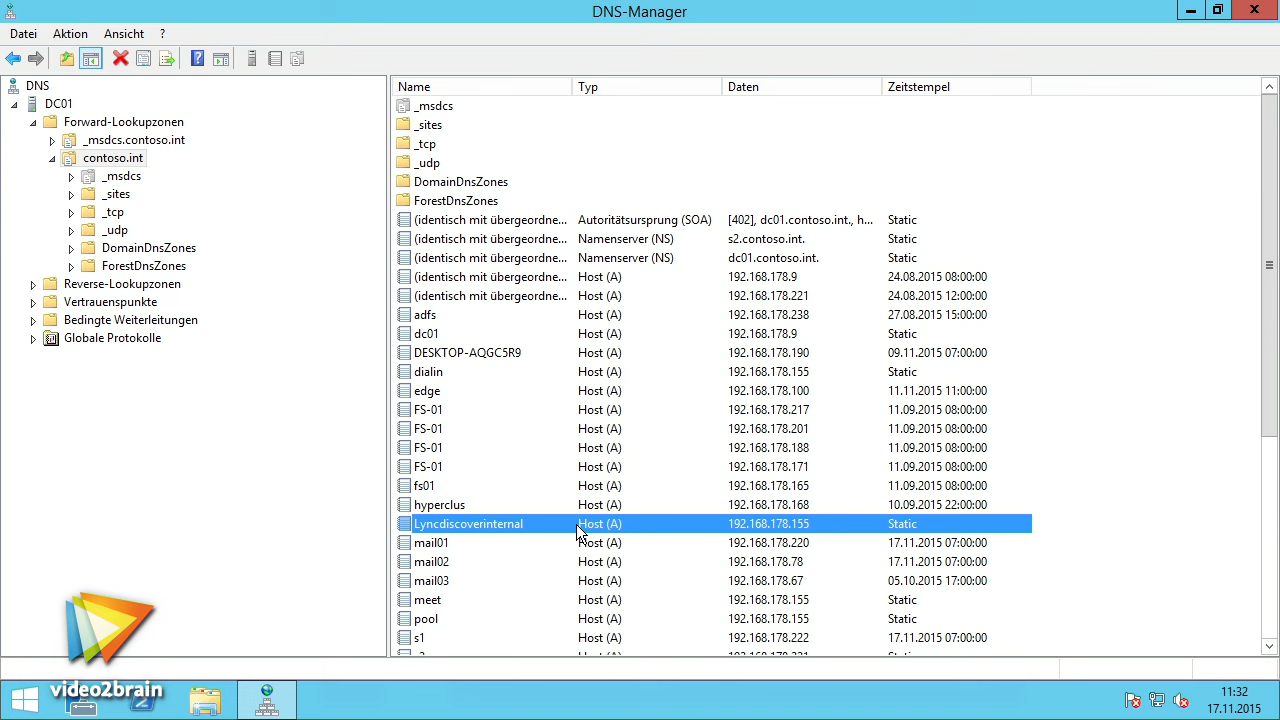 DNS-Manager
Datei Aktion Ansicht ?
DNS
DC01
Forward-Lookupzonen
_msdcs.contoso.int
contoso.int
_msdcs
_sites
_tcp
_udp
DomainDnsZones
ForestDnsZones
Reverse-Lookupzonen
Vertrauenspunkte
Bedingte Weiterleitungen
Globale Protokolle
Name Typ Daten Zeitstempel
_msdcs
_sites
_tcp
_udp
DomainDnsZones
ForestDnsZones
(identisch mit übergeordne... Autoritätsursprung (SOA) [402], dc01.contoso.int., h... Static
(identisch mit übergeordne... Namenserver (NS) s2.contoso.int. Static
(identisch mit übergeordne... Namenserver (NS) dc01.contoso.int. Static
(identisch mit übergeordne... Host (A) 192.168.178.9 24.08.2015 08:00:00
(identisch mit übergeordne... Host (A) 192.168.178.221 24.08.2015 12:00:00
adfs Host (A) 192.168.178.238 27.08.2015 15:00:00
dc01 Host (A) 192.168.178.9 Static
DESKTOP-AQGC5R9 Host (A) 192.168.178.190 09.11.2015 07:00:00
dialin Host (A) 192.168.178.155 Static
edge Host (A) 192.168.178.100 11.11.2015 11:00:00
FS-01 Host (A) 192.168.178.217 11.09.2015 08:00:00
FS-01 Host (A) 192.168.178.201 11.09.2015 08:00:00
FS-01 Host (A) 192.168.178.188 11.09.2015 08:00:00
FS-01 Host (A) 192.168.178.171 11.09.2015 08:00:00
fs01 Host (A) 192.168.178.165 11.09.2015 08:00:00
hyperclus Host (A) 192.168.178.168 10.09.2015 22:00:00
Lyncdiscoverinternal Host (A) 192.168.178.155 Static
mail01 Host (A) 192.168.178.220 17.11.2015 07:00:00
mail02 Host (A) 192.168.178.78 17.11.2015 07:00:00
mail03 Host (A) 192.168.178.67 05.10.2015 17:00:00
meet Host (A) 192.168.178.155 Static
pool Host (A) 192.168.178.155 Static
s1 Host (A) 192.168.178.222 17.11.2015 07:00:00
video2brain
11:32
17.11.2015